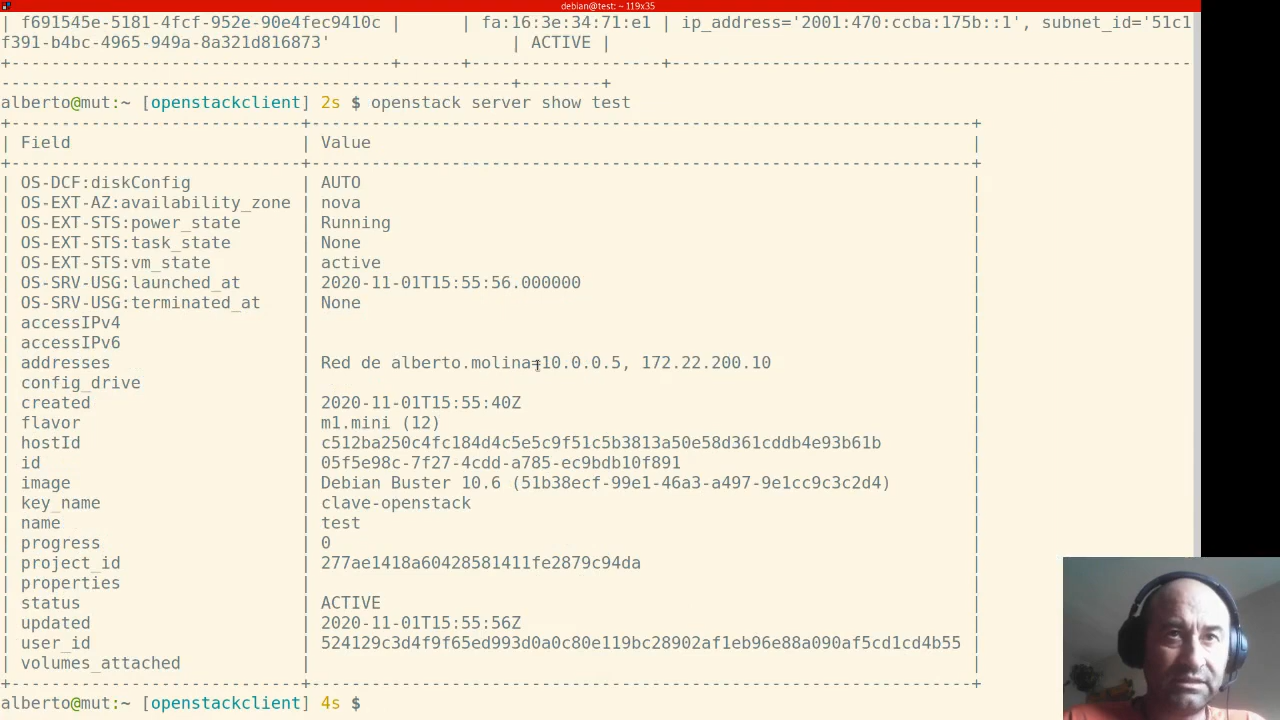 debian@test: ~ 119x35
| f691545e-5181-4fcf-952e-90e4fec9410c |      | fa:16:3e:34:71:e1 | ip_address='2001:470:ccba:175b::1', subnet_id='51c1
f391-b4bc-4965-949a-8a321d816873'                  | ACTIVE |
+--------------------------------------+------+-------------------+----------------------------------------------------
---------------------------------------------------+--------+
alberto@mut:~ [openstackclient] 2s $ openstack server show test
+-----------------------------+------------------------------------------------------------------+
| Field                       | Value                                                            |
+-----------------------------+------------------------------------------------------------------+
| OS-DCF:diskConfig           | AUTO                                                             |
| OS-EXT-AZ:availability_zone | nova                                                             |
| OS-EXT-STS:power_state      | Running                                                          |
| OS-EXT-STS:task_state       | None                                                             |
| OS-EXT-STS:vm_state         | active                                                           |
| OS-SRV-USG:launched_at      | 2020-11-01T15:55:56.000000                                       |
| OS-SRV-USG:terminated_at    | None                                                             |
| accessIPv4                  |                                                                  |
| accessIPv6                  |                                                                  |
| addresses                   | Red de alberto.molina=10.0.0.5, 172.22.200.10                    |
| config_drive                |                                                                  |
| created                     | 2020-11-01T15:55:40Z                                             |
| flavor                      | m1.mini (12)                                                     |
| hostId                      | c512ba250c4fc184d4c5e5c9f51c5b3813a50e58d361cddb4e93b61b         |
| id                          | 05f5e98c-7f27-4cdd-a785-ec9bdb10f891                             |
| image                       | Debian Buster 10.6 (51b38ecf-99e1-46a3-a497-9e1cc9c3c2d4)        |
| key_name                    | clave-openstack                                                  |
| name                        | test                                                             |
| progress                    | 0                                                                |
| project_id                  | 277ae1418a60428581411fe2879c94da                                 |
| properties                  |                                                                  |
| status                      | ACTIVE                                                           |
| updated                     | 2020-11-01T15:55:56Z                                             |
| user_id                     | 524129c3d4f9f65ed993d0a0c80e119bc28902af1eb96e88a090af5cd1cd4b55 |
| volumes_attached            |                                                                  |
+-----------------------------+------------------------------------------------------------------+
alberto@mut:~ [openstackclient] 4s $